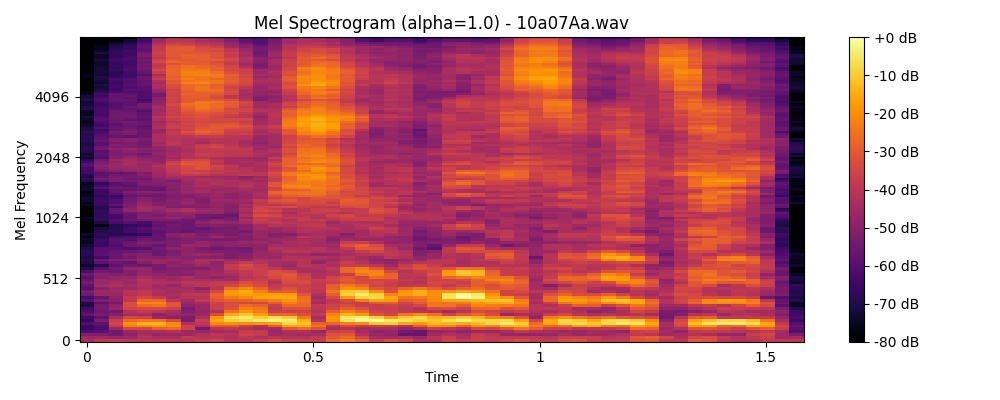 Mel Spectrogram (alpha=1.0) - 10a07Aa.wav
Mel Frequency
4096
2048
1024
512
0
0
0.5
1
1.5
Time
+0 dB
-10 dB
-20 dB
-30 dB
-40 dB
-50 dB
-60 dB
-70 dB
-80 dB